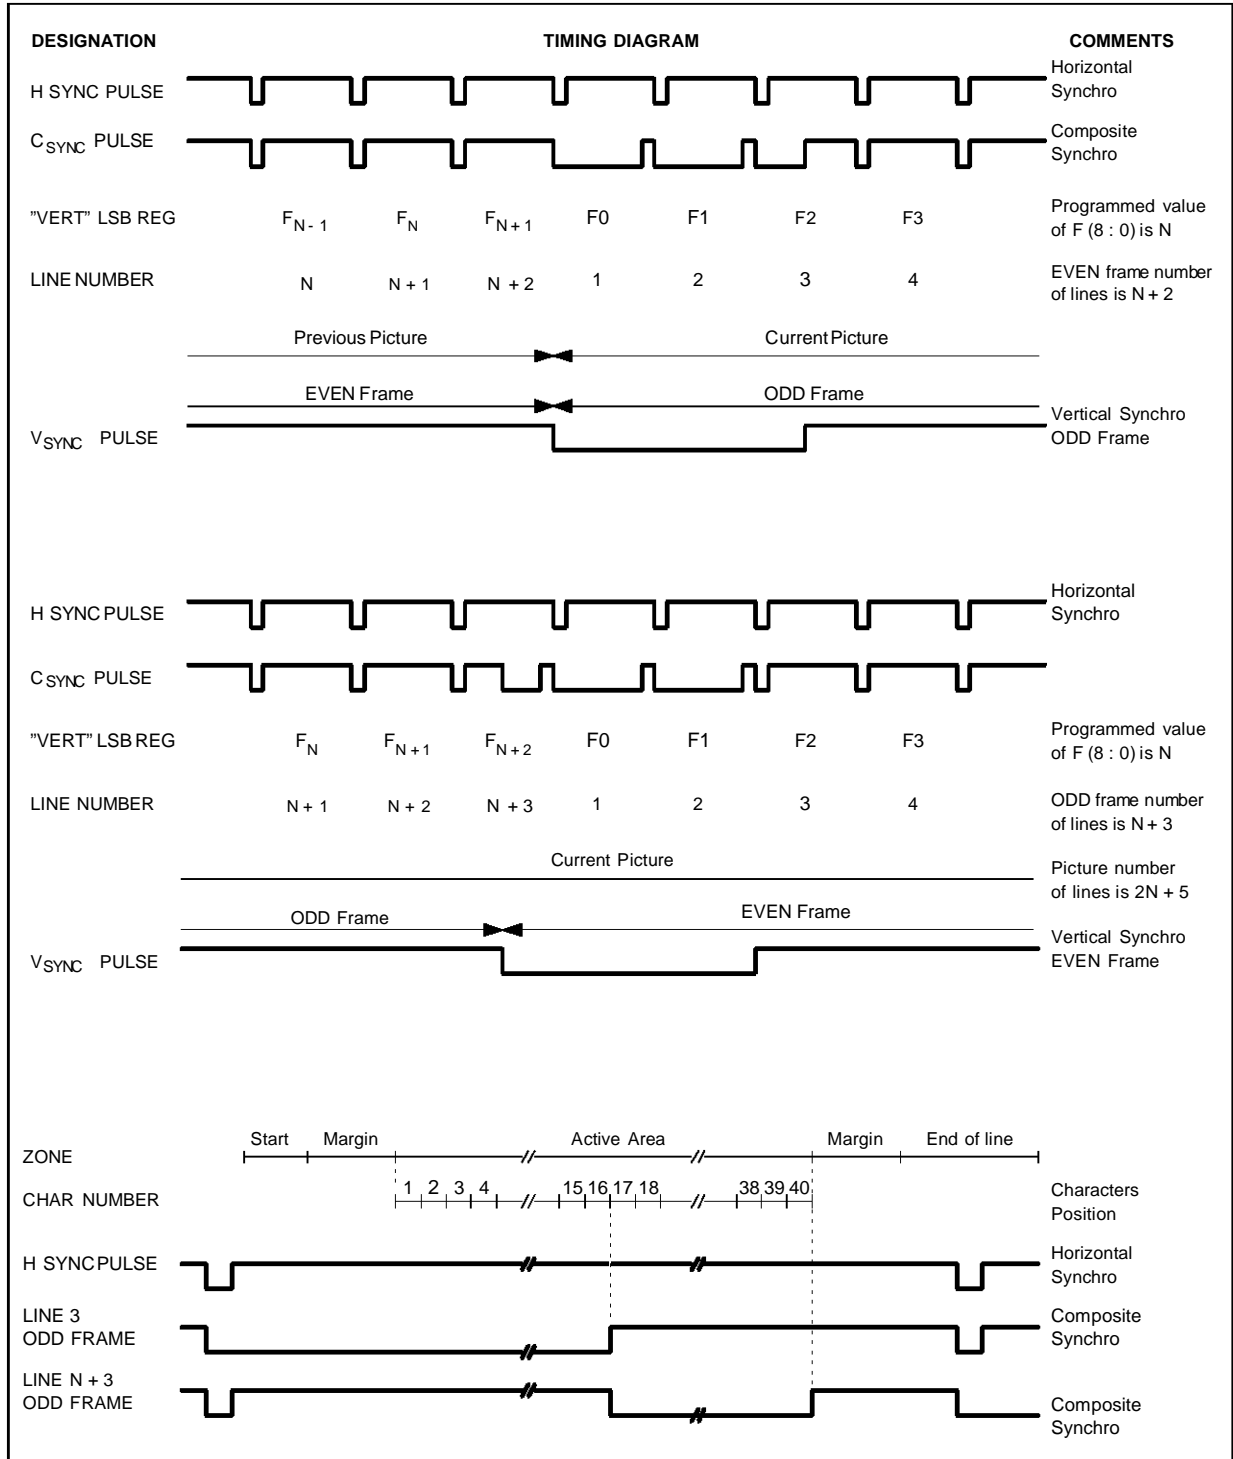 DESIGNATION TIMING DIAGRAM COMMENTS
H SYNC PULSE Horizontal
Synchro
CSYNC PULSE Composite
Synchro
"VERT" LSB REG FN-1 FN FN+1 F0 F1 F2 F3 Programmed value
of F (8 : 0) is N
LINE NUMBER N N + 1 N + 2 1 2 3 4 EVEN frame number
of lines is N + 2
Previous Picture Current Picture
EVEN Frame ODD Frame
VSYNC PULSE Vertical Synchro
ODD Frame
H SYNC PULSE Horizontal
Synchro
CSYNC PULSE
"VERT" LSB REG FN FN+1 FN+2 F0 F1 F2 F3 Programmed value
of F (8 : 0) is N
LINE NUMBER N + 1 N + 2 N + 3 1 2 3 4 ODD frame number
of lines is N + 3
Current Picture Picture number
of lines is 2N + 5
ODD Frame EVEN Frame
VSYNC PULSE Vertical Synchro
EVEN Frame
ZONE Start Margin Active Area Margin End of line
CHAR NUMBER 1 2 3 4 15 16 17 18 38 39 40 Characters
Position
H SYNC PULSE Horizontal
Synchro
LINE 3
ODD FRAME Composite
Synchro
LINE N + 3
ODD FRAME Composite
Synchro